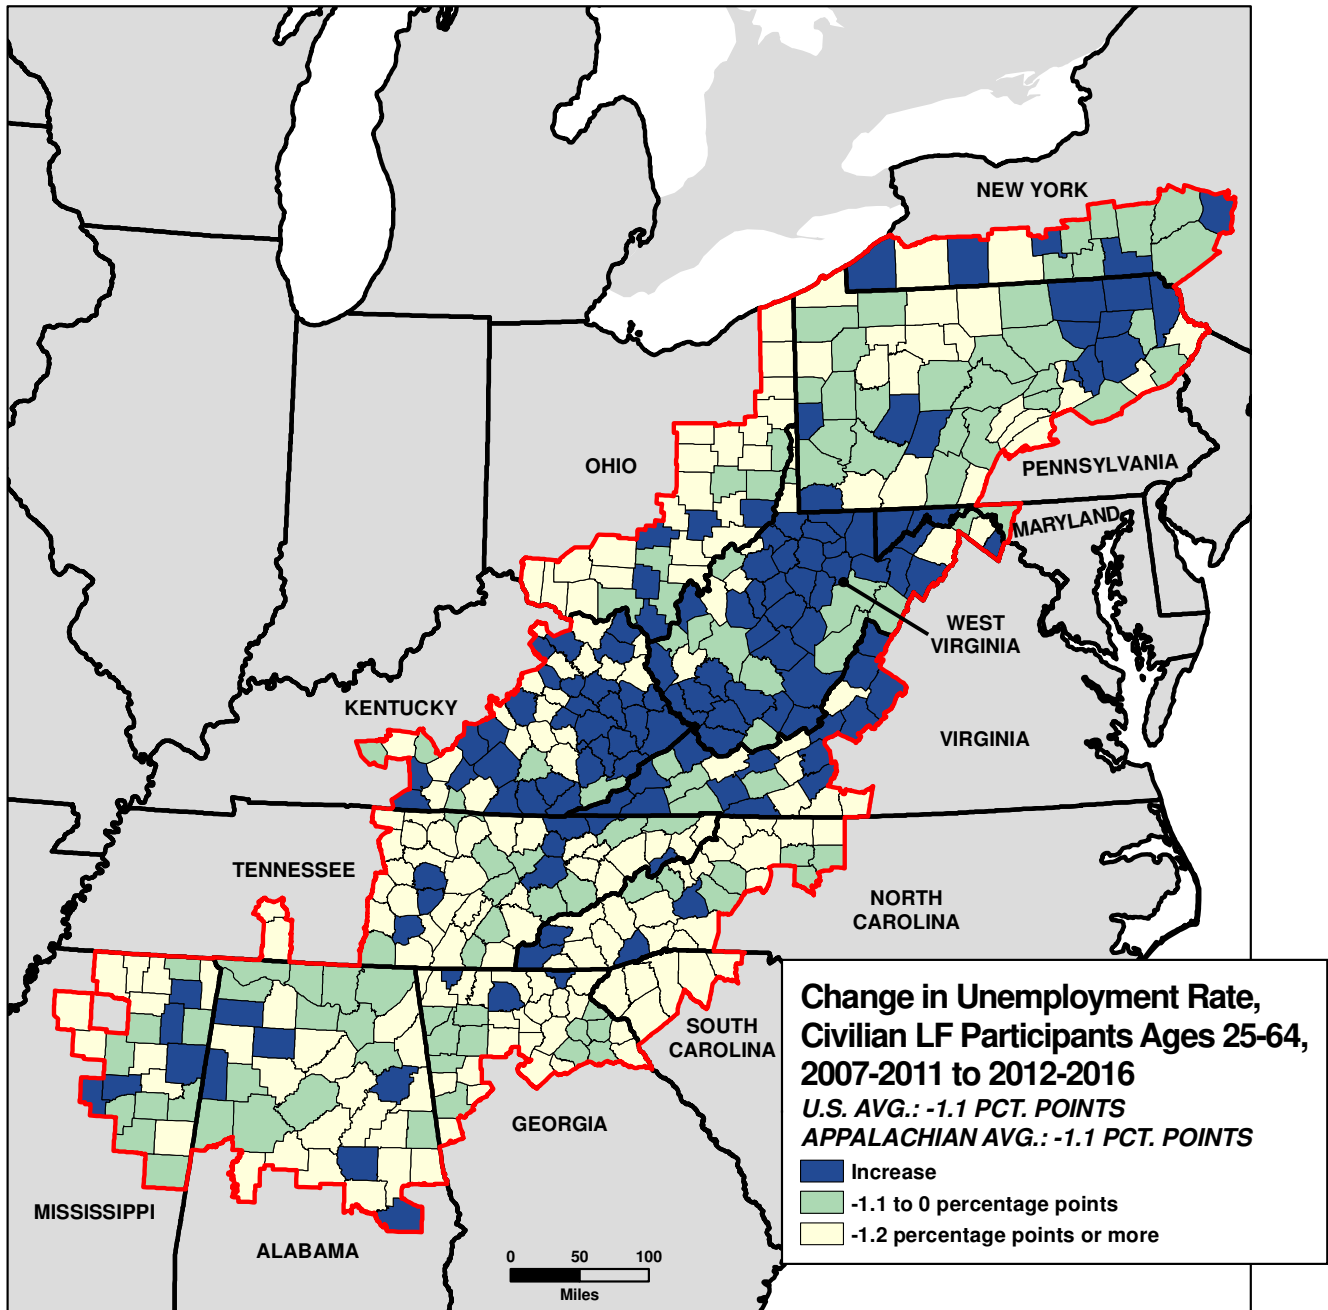 NEW YORK
OHIO
PENNSYLVANIA
MARYLAND
WEST
VIRGINIA
KENTUCKY
VIRGINIA
TENNESSEE
NORTH
CAROLINA
SOUTH
CAROLINA
GEORGIA
MISSISSIPPI
ALABAMA
0 50 100
Miles
Change in Unemployment Rate,
Civilian LF Participants Ages 25-64,
2007-2011 to 2012-2016
U.S. AVG.: -1.1 PCT. POINTS
APPALACHIAN AVG.: -1.1 PCT. POINTS
Increase
-1.1 to 0 percentage points
-1.2 percentage points or more